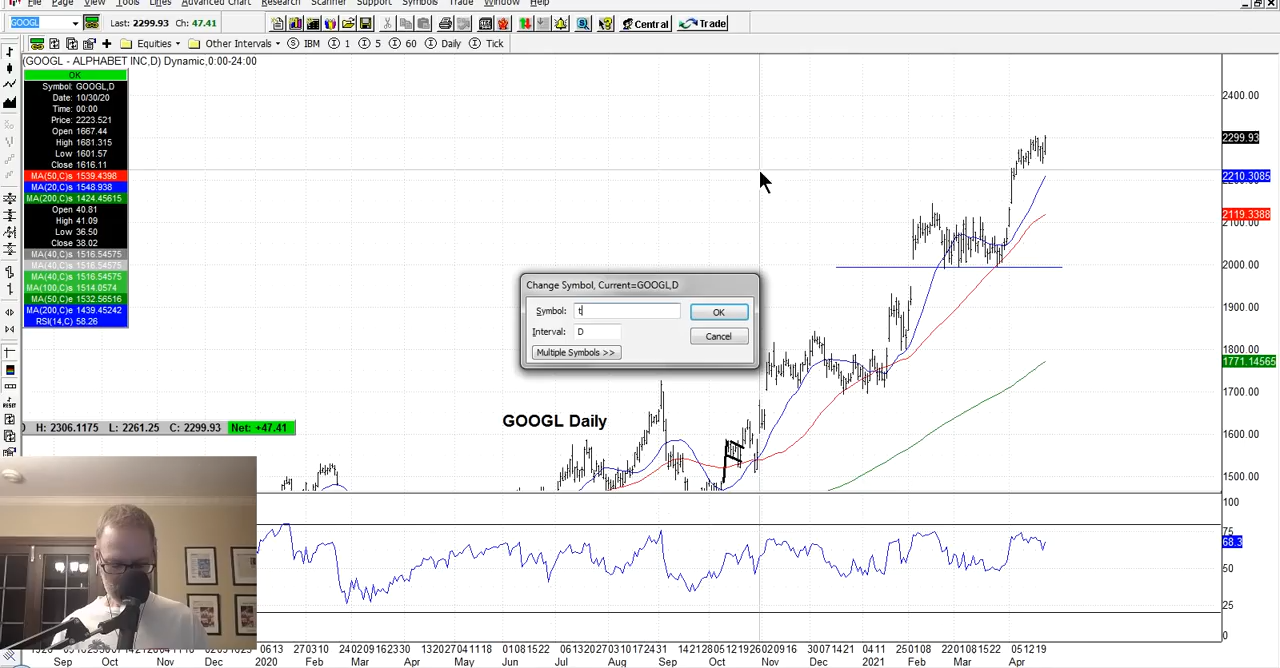 File Page View Tools Lines Advanced Chart Research Scanner Support Symbols Trade Window Help
GOOGL Last: 2299.93 Ch: 47.41 Central Trade
Equities Other Intervals IBM 1 5 60 Daily Tick
(GOOGL - ALPHABET INC,D) Dynamic,0:00-24:00
OK
Symbol: GOOGL,D
Date: 10/30/20
Time: 00:00
Price: 2223.521
Open 1667.44
High 1681.315
Low 1601.57
Close 1616.11
MA(50,C)s 1539.4398
MA(20,C)s 1548.938
MA(200,C)s 1424.45615
Open 40.81
High 41.09
Low 36.50
Close 38.02
MA(40,C)s 1516.54575
MA(40,C)s 1516.54575
MA(40,C)s 1516.54575
MA(100,C)s 1514.0574
MA(50,C)e 1532.56516
MA(200,C)e 1439.45242
RSI(14,C) 58.26
2400.00
2299.93
2210.3085
2119.3388
2000.00
1900.00
1800.00
1771.14565
1700.00
1600.00
1500.00
Change Symbol, Current=GOOGL,D
Symbol: t OK
Interval: D Cancel
Multiple Symbols >>
GOOGL Daily
H: 2306.1175 L: 2261.25 C: 2299.93 Net: +47.41
100
75
68.3
50
25
0
RESET
Sep Oct Nov Dec 2020 Feb Mar Apr May Jun Jul Aug Sep Oct Nov Dec 2021 Feb Mar Apr